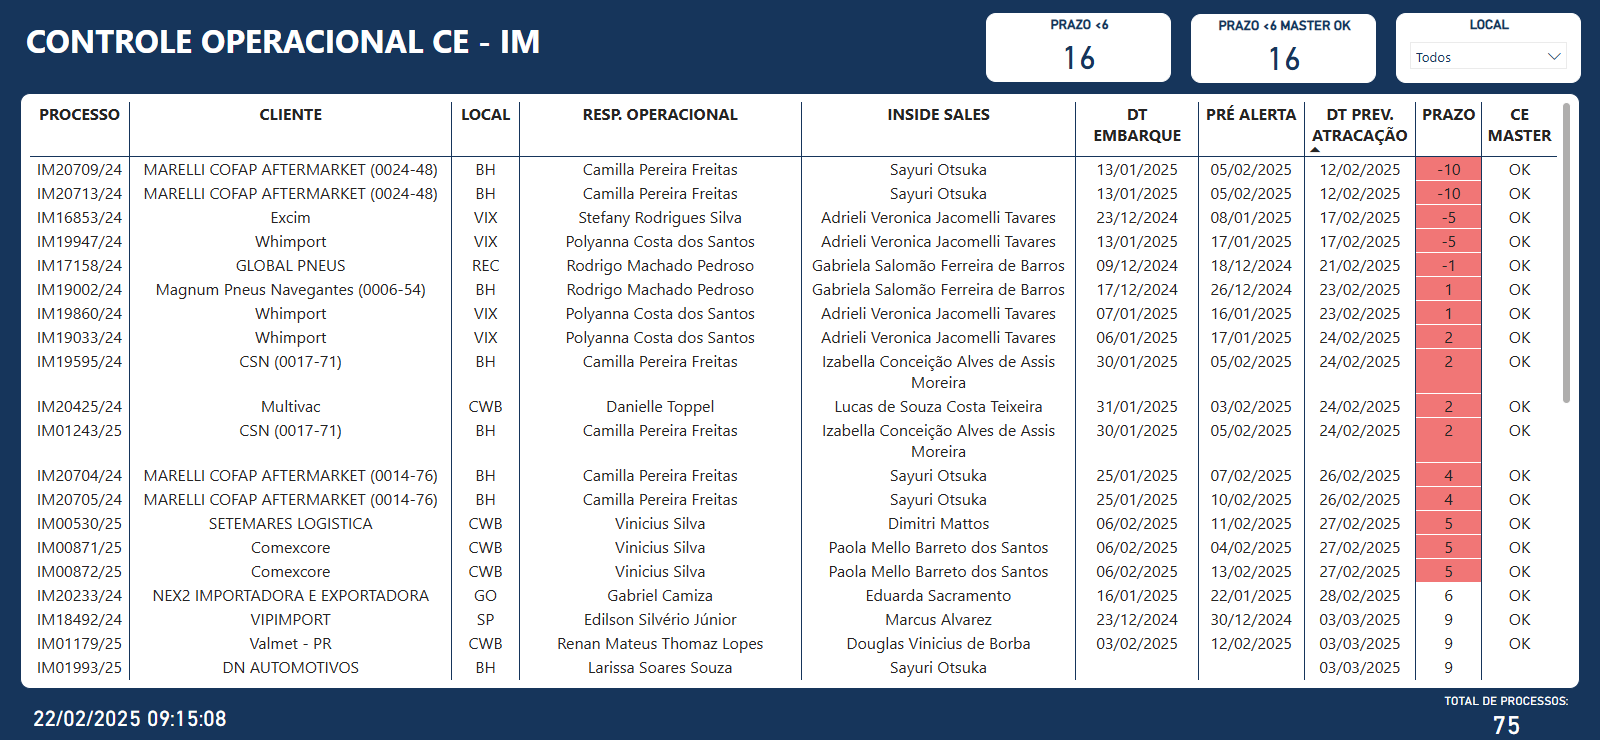 CONTROLE OPERACIONAL CE - IM
PRAZO <6
16
PRAZO <6 MASTER OK
16
LOCAL
Todos
PROCESSO CLIENTE LOCAL RESP. OPERACIONAL INSIDE SALES DT EMBARQUE PRÉ ALERTA DT PREV. ATRACAÇÃO PRAZO CE MASTER
IM20709/24 MARELLI COFAP AFTERMARKET (0024-48) BH Camilla Pereira Freitas Sayuri Otsuka 13/01/2025 05/02/2025 12/02/2025 -10 OK
IM20713/24 MARELLI COFAP AFTERMARKET (0024-48) BH Camilla Pereira Freitas Sayuri Otsuka 13/01/2025 05/02/2025 12/02/2025 -10 OK
IM16853/24 Excim VIX Stefany Rodrigues Silva Adrieli Veronica Jacomelli Tavares 23/12/2024 08/01/2025 17/02/2025 -5 OK
IM19947/24 Whimport VIX Polyanna Costa dos Santos Adrieli Veronica Jacomelli Tavares 13/01/2025 17/01/2025 17/02/2025 -5 OK
IM17158/24 GLOBAL PNEUS REC Rodrigo Machado Pedroso Gabriela Salomão Ferreira de Barros 09/12/2024 18/12/2024 21/02/2025 -1 OK
IM19002/24 Magnum Pneus Navegantes (0006-54) BH Rodrigo Machado Pedroso Gabriela Salomão Ferreira de Barros 17/12/2024 26/12/2024 23/02/2025 1 OK
IM19860/24 Whimport VIX Polyanna Costa dos Santos Adrieli Veronica Jacomelli Tavares 07/01/2025 16/01/2025 23/02/2025 1 OK
IM19033/24 Whimport VIX Polyanna Costa dos Santos Adrieli Veronica Jacomelli Tavares 06/01/2025 17/01/2025 24/02/2025 2 OK
IM19595/24 CSN (0017-71) BH Camilla Pereira Freitas Izabella Conceição Alves de Assis Moreira 30/01/2025 05/02/2025 24/02/2025 2 OK
IM20425/24 Multivac CWB Danielle Toppel Lucas de Souza Costa Teixeira 31/01/2025 03/02/2025 24/02/2025 2 OK
IM01243/25 CSN (0017-71) BH Camilla Pereira Freitas Izabella Conceição Alves de Assis Moreira 30/01/2025 05/02/2025 24/02/2025 2 OK
IM20704/24 MARELLI COFAP AFTERMARKET (0014-76) BH Camilla Pereira Freitas Sayuri Otsuka 25/01/2025 07/02/2025 26/02/2025 4 OK
IM20705/24 MARELLI COFAP AFTERMARKET (0014-76) BH Camilla Pereira Freitas Sayuri Otsuka 25/01/2025 10/02/2025 26/02/2025 4 OK
IM00530/25 SETEMARES LOGISTICA CWB Vinicius Silva Dimitri Mattos 06/02/2025 11/02/2025 27/02/2025 5 OK
IM00871/25 Comexcore CWB Vinicius Silva Paola Mello Barreto dos Santos 06/02/2025 04/02/2025 27/02/2025 5 OK
IM00872/25 Comexcore CWB Vinicius Silva Paola Mello Barreto dos Santos 06/02/2025 13/02/2025 27/02/2025 5 OK
IM20233/24 NEX2 IMPORTADORA E EXPORTADORA GO Gabriel Camiza Eduarda Sacramento 16/01/2025 22/01/2025 28/02/2025 6 OK
IM18492/24 VIPIMPORT SP Edilson Silvério Júnior Marcus Alvarez 23/12/2024 30/12/2024 03/03/2025 9 OK
IM01179/25 Valmet - PR CWB Renan Mateus Thomaz Lopes Douglas Vinicius de Borba 03/02/2025 12/02/2025 03/03/2025 9 OK
IM01993/25 DN AUTOMOTIVOS BH Larissa Soares Souza Sayuri Otsuka 03/03/2025 9
22/02/2025 09:15:08
TOTAL DE PROCESSOS:
75